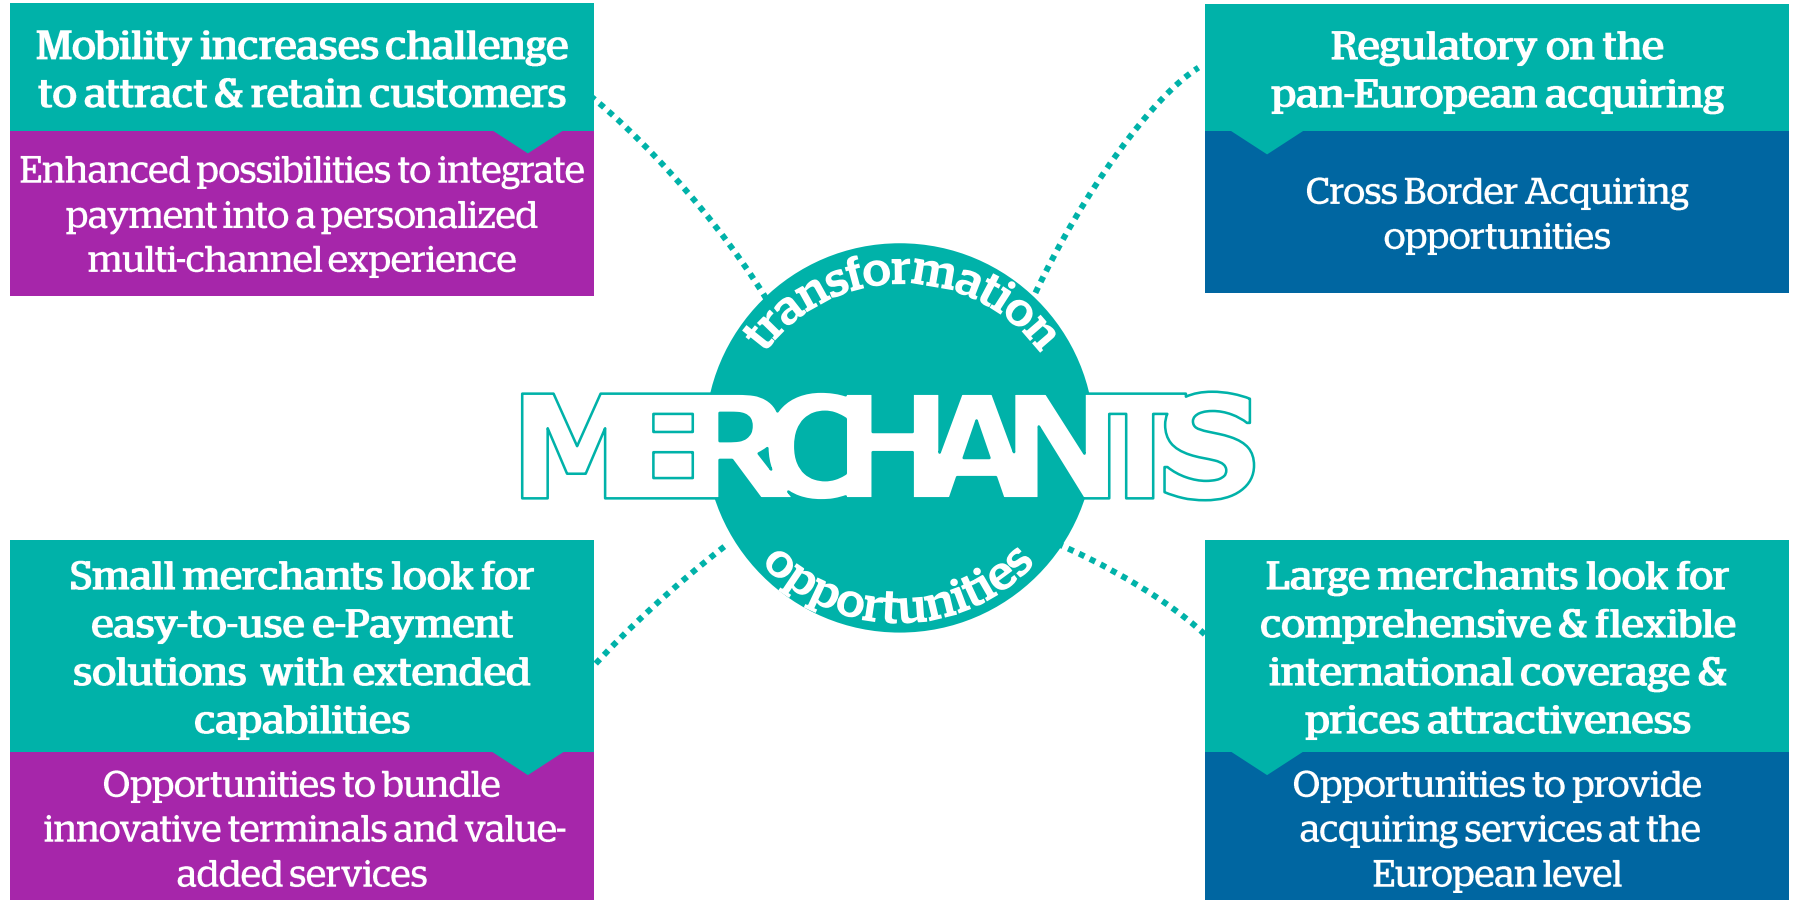 Mobility increases challenge
to attract & retain customers
Enhanced possibilities to integrate
payment into a personalized
multi-channel experience
Regulatory on the
pan-European acquiring
Cross Border Acquiring
opportunities
transformation
MERCHANTS
opportunities
Small merchants look for
easy-to-use e-Payment
solutions with extended
capabilities
Opportunities to bundle
innovative terminals and value-
added services
Large merchants look for
comprehensive & flexible
international coverage &
prices attractiveness
Opportunities to provide
acquiring services at the
European level